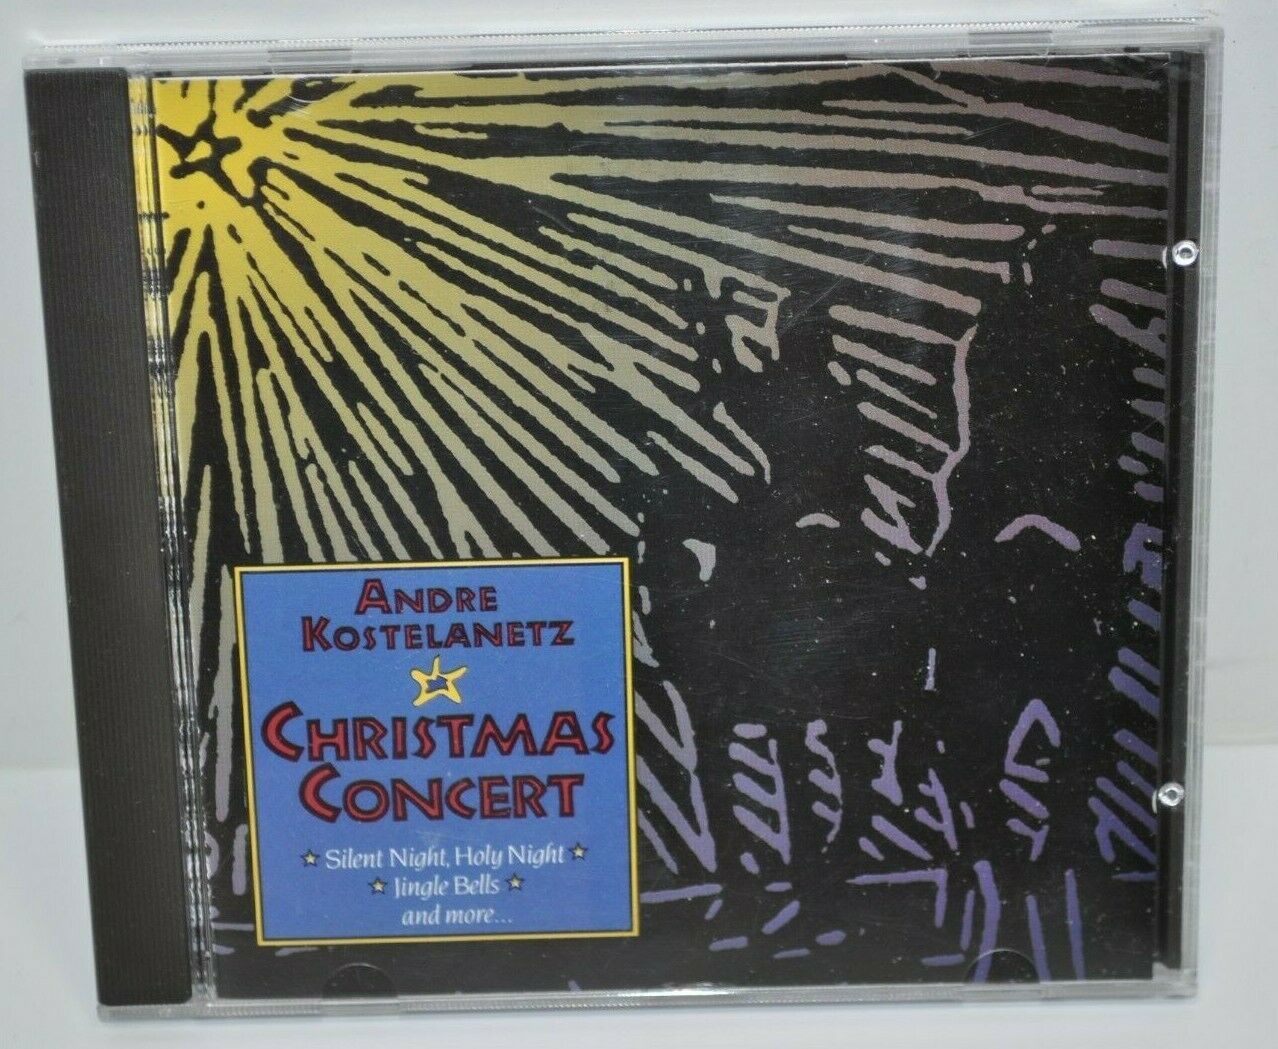 ANDRE
KOSTELANETZ
CHRISTMAS
CONCERT
Silent Night, Holy Night
Jingle Bells
and more...